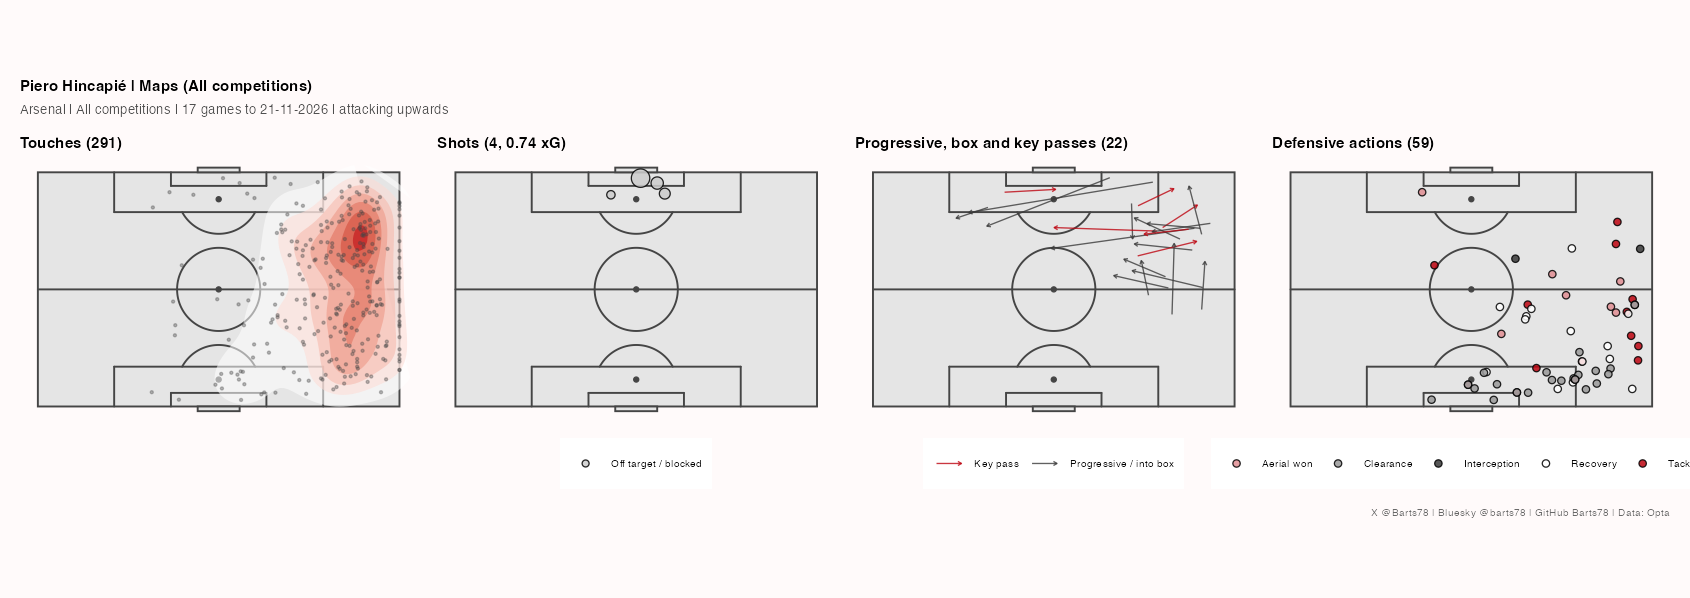 Piero Hincapié | Maps (All competitions)
Arsenal | All competitions | 17 games to 21-11-2026 | attacking upwards
Touches (291)
Shots (4, 0.74 xG)
Progressive, box and key passes (22)
Defensive actions (59)
Off target / blocked
Key pass
Progressive / into box
Aerial won
Clearance
Interception
Recovery
Tack
X @Barts78 | Bluesky @barts78 | GitHub Barts78 | Data: Opta